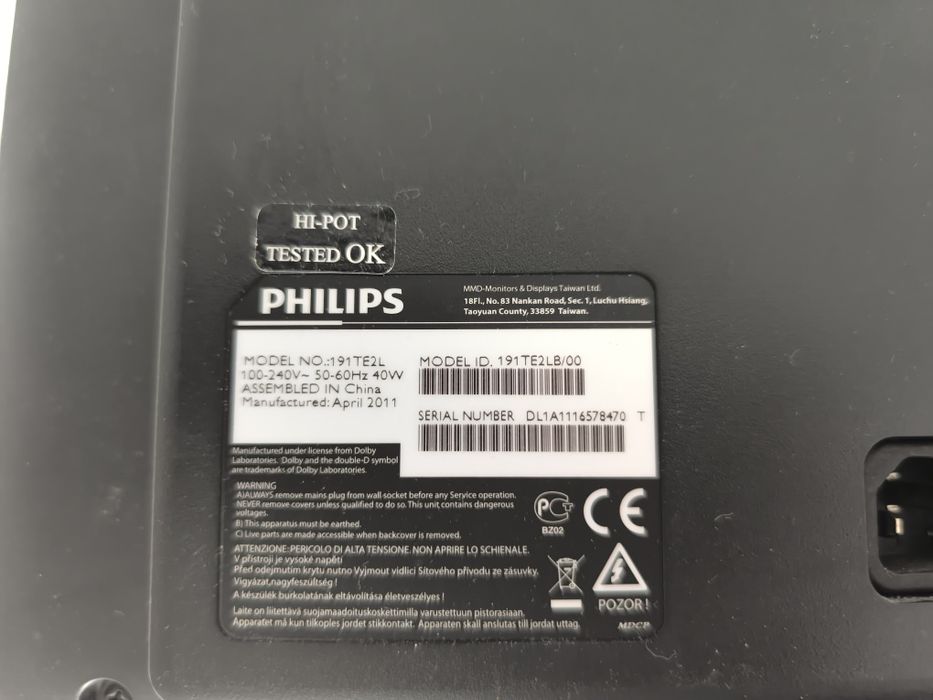 HI-POT
TESTED OK
PHILIPS
MMD-Monitors & Displays Taiwan Ltd.
18Fl., No. 83 Nankan Road, Sec. 1, Luchu Hsiang,
Taoyuan County, 33859 Taiwan.
MODEL NO.:191TE2L
100-240V~ 50-60Hz 40W
ASSEMBLED IN China
Manufactured: April 2011
MODEL ID. 191TE2LB/00
SERIAL NUMBER DL1A1116578470 T
Manufactured under license from Dolby
Laboratories. Dolby and the double-D symbol
are trademarks of Dolby Laboratories.
WARNING
A)ALWAYS remove mains plug from wall socket before any Service operation.
NEVER remove covers unless qualified to do so. This unit, contains dangerous
voltages.
B) This apparatus must be earthed.
C) Live parts are made accessible when backcover is removed.
ATTENZIONE: PERICOLO DI ALTA TENSIONE. NON APRIRE LO SCHIENALE.
V přístroji je vysoké napětí
Před odejmutim krytu nutno Vyjmout vidlici Sítového přívodu ze zásuvky.
Vigyázat,nagyfeszültség !
A készülék burkolatának eltávolítása életveszélyes !
Laite on liitettävä suojamaadoituskoskettimilla varustettuun pistorasiaan.
Apparatet må kun tilkoples jordet stikkontakt. Apparaten skall anslutas till jordat uttag.
PCT
BZ02
CE
POZOR!
MDCP